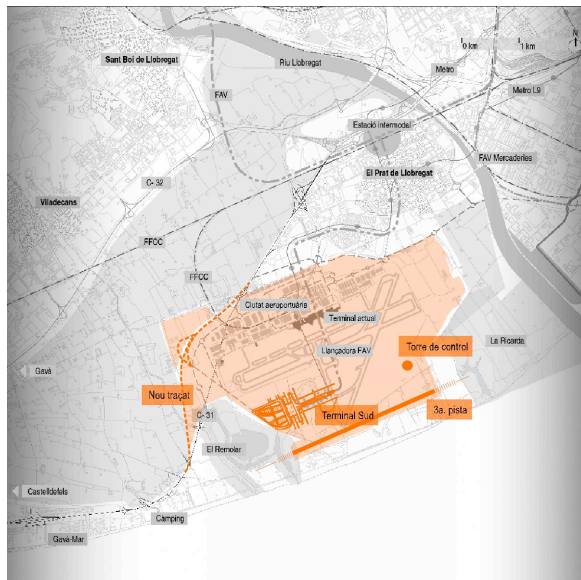 N
0 km
1 km
Sant Boi de Llobregat
Riu Llobregat
Metro
Metro L9
FAV
Estació intermodal
FAV Mercaderies
El Prat de Llobregat
C- 32
Viladecans
FFCC
FFCC
Ciutat aeroportuària
Terminal actual
La Ricarda
Torre de control
Llançadora FAV
Gavà
Nou traçat
3a. pista
C- 31
Terminal Sud
El Remolar
Castelldefels
Càmping
Gavà-Mar